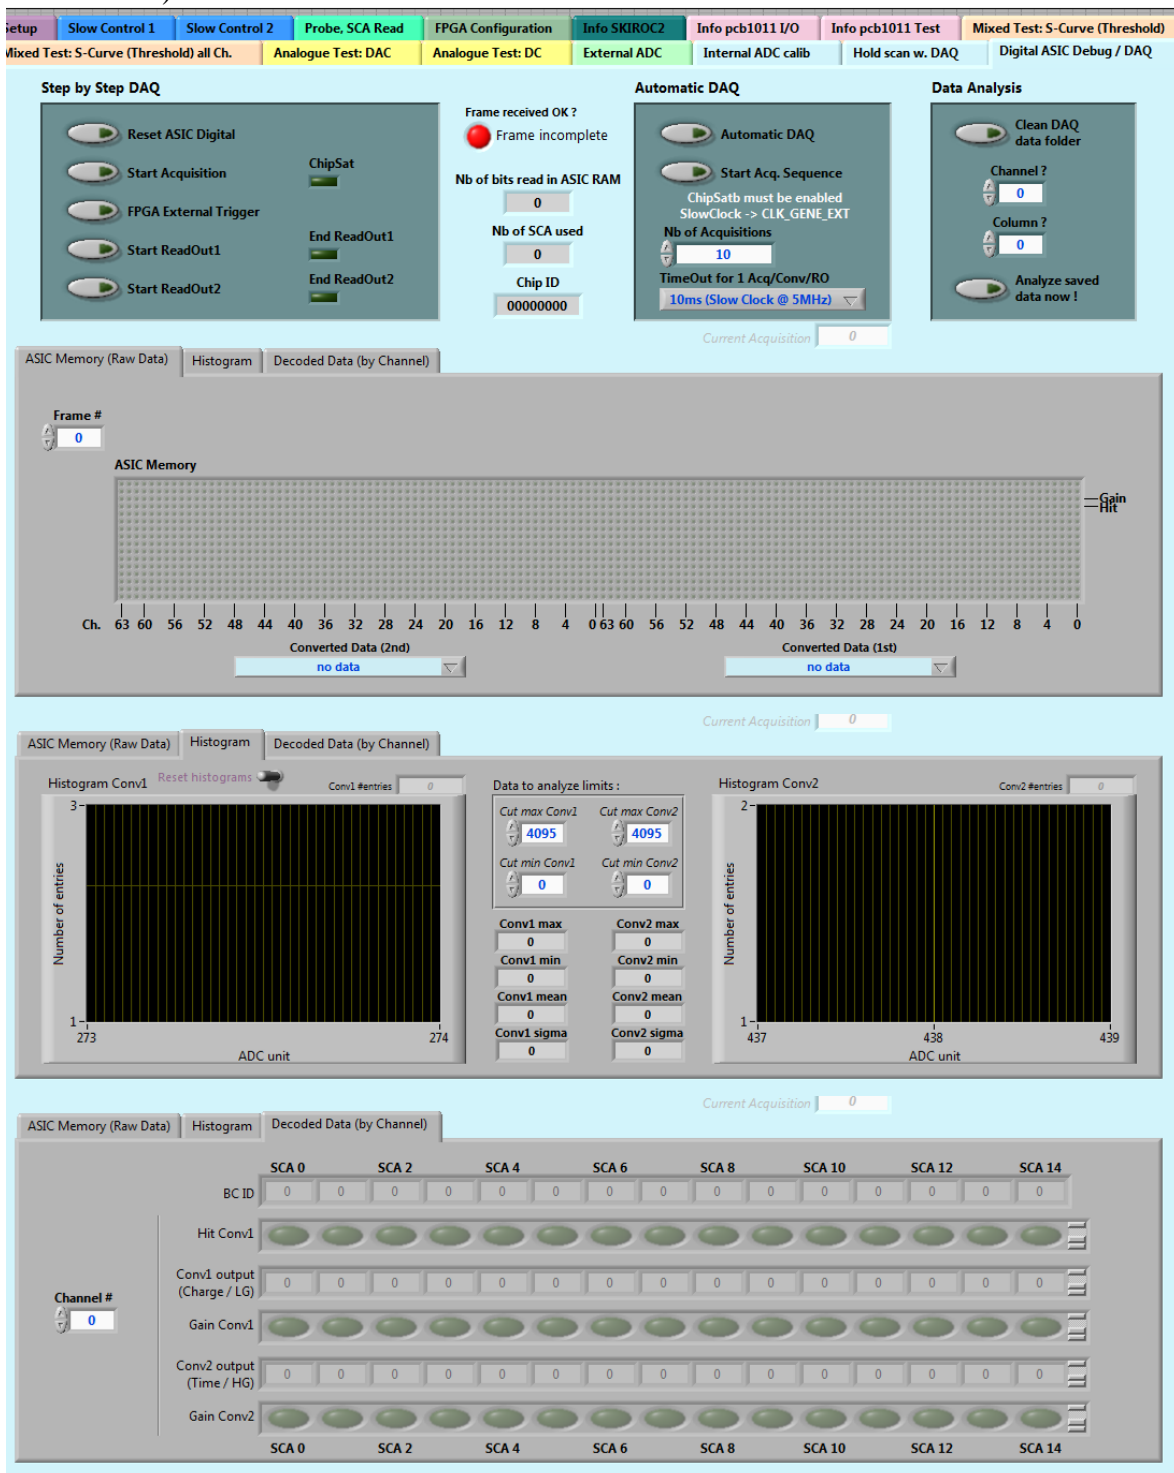 Setup Slow Control 1 Slow Control 2 Probe, SCA Read FPGA Configuration Info SKIROC2 Info pcb1011 I/O Info pcb1011 Test Mixed Test: S-Curve (Threshold)
Mixed Test: S-Curve (Threshold) all Ch. Analogue Test: DAC Analogue Test: DC External ADC Internal ADC calib Hold scan w. DAQ Digital ASIC Debug / DAQ
Step by Step DAQ
Reset ASIC Digital
Start Acquisition
ChipSat
FPGA External Trigger
Start ReadOut1
End ReadOut1
Start ReadOut2
End ReadOut2
Frame received OK ?
Frame incomplete
Nb of bits read in ASIC RAM
0
Nb of SCA used
0
Chip ID
00000000
Automatic DAQ
Automatic DAQ
Start Acq. Sequence
ChipSatb must be enabled
SlowClock -> CLK_GENE_EXT
Nb of Acquisitions
10
TimeOut for 1 Acq/Conv/RO
10ms (Slow Clock @ 5MHz)
Data Analysis
Clean DAQ
data folder
Channel ?
0
Column ?
0
Analyze saved
data now !
Current Acquisition 0
ASIC Memory (Raw Data) Histogram Decoded Data (by Channel)
Frame #
0
ASIC Memory
Gain
Hit
Ch. 63 60 56 52 48 44 40 36 32 28 24 20 16 12 8 4 0 63 60 56 52 48 44 40 36 32 28 24 20 16 12 8 4 0
Converted Data (2nd) Converted Data (1st)
no data no data
Current Acquisition 0
ASIC Memory (Raw Data) Histogram Decoded Data (by Channel)
Histogram Conv1 Reset histograms Conv1 #entries 0
3
Number of entries
1
273 274
ADC unit
Data to analyze limits :
Cut max Conv1 Cut max Conv2
4095 4095
Cut min Conv1 Cut min Conv2
0 0
Conv1 max Conv2 max
0 0
Conv1 min Conv2 min
0 0
Conv1 mean Conv2 mean
0 0
Conv1 sigma Conv2 sigma
0 0
Histogram Conv2 Conv2 #entries 0
2
Number of entries
1
437 438 439
ADC unit
Current Acquisition 0
ASIC Memory (Raw Data) Histogram Decoded Data (by Channel)
SCA 0 SCA 2 SCA 4 SCA 6 SCA 8 SCA 10 SCA 12 SCA 14
BC ID 0 0 0 0 0 0 0 0 0 0 0 0 0 0 0
Hit Conv1
Conv1 output
(Charge / LG) 0 0 0 0 0 0 0 0 0 0 0 0 0 0 0
Channel #
0
Gain Conv1
Conv2 output
(Time / HG) 0 0 0 0 0 0 0 0 0 0 0 0 0 0 0
Gain Conv2
SCA 0 SCA 2 SCA 4 SCA 6 SCA 8 SCA 10 SCA 12 SCA 14